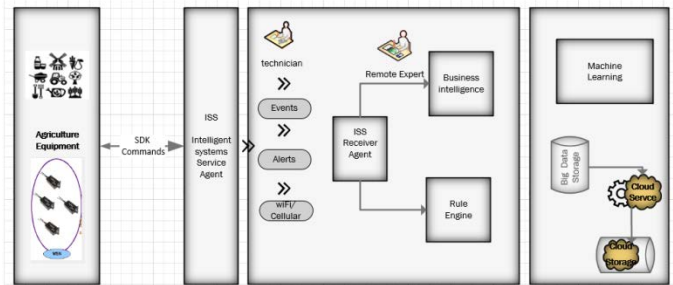 Agriculture
Equipment
SDK
Commands
ISS
Intelligent
systems
Service
Agent
technician
Events
Alerts
wiFi/
Cellular
Remote Expert
ISS
Receiver
Agent
Business
intelligence
Rule
Engine
Machine
Learning
Big Data
Storage
Cloud
Servce
Cloud
Storage